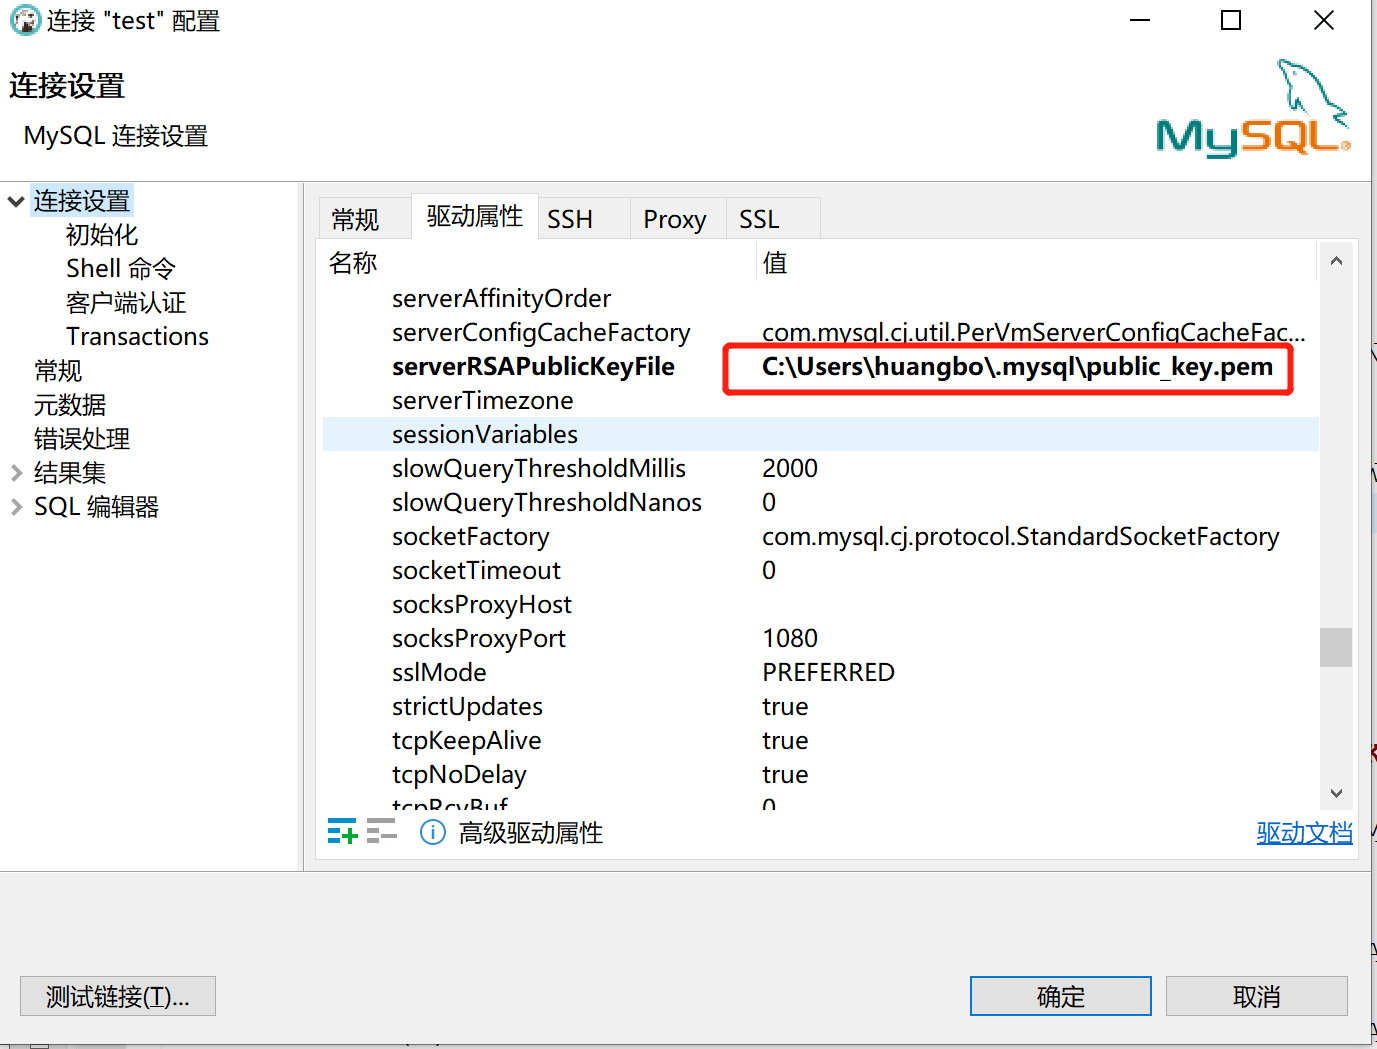 连接 "test" 配置
连接设置
MySQL 连接设置
MySQL
连接设置
初始化
Shell 命令
客户端认证
Transactions
常规
元数据
错误处理
结果集
SQL 编辑器
常规 驱动属性 SSH Proxy SSL
名称 值
serverAffinityOrder
serverConfigCacheFactory com.mysql.cj.util.PerVmServerConfigCacheFac...
serverRSAPublicKeyFile C:\Users\huangbo\.mysql\public_key.pem
serverTimezone
sessionVariables
slowQueryThresholdMillis 2000
slowQueryThresholdNanos 0
socketFactory com.mysql.cj.protocol.StandardSocketFactory
socketTimeout 0
socksProxyHost
socksProxyPort 1080
sslMode PREFERRED
strictUpdates true
tcpKeepAlive true
tcpNoDelay true
tcpRcvBuf 0
高级驱动属性 驱动文档
测试链接(T)... 确定 取消